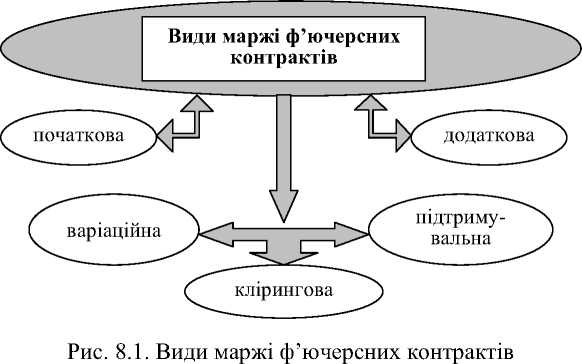 Види маржі ф’ючерсних
контрактів
початкова
додаткова
варіаційна
підтриму-
вальна
клірингова
Рис. 8.1. Види маржі ф’ючерсних контрактів